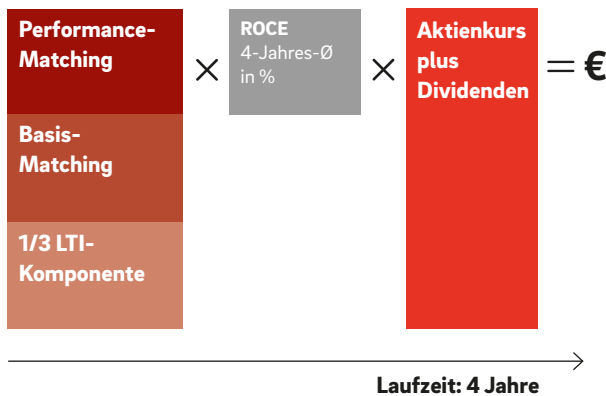 Performance-
Matching
×
ROCE
4-Jahres-Ø
in %
×
Aktienkurs
plus
Dividenden
= €
Basis-
Matching
1/3 LTI-
Komponente
Laufzeit: 4 Jahre